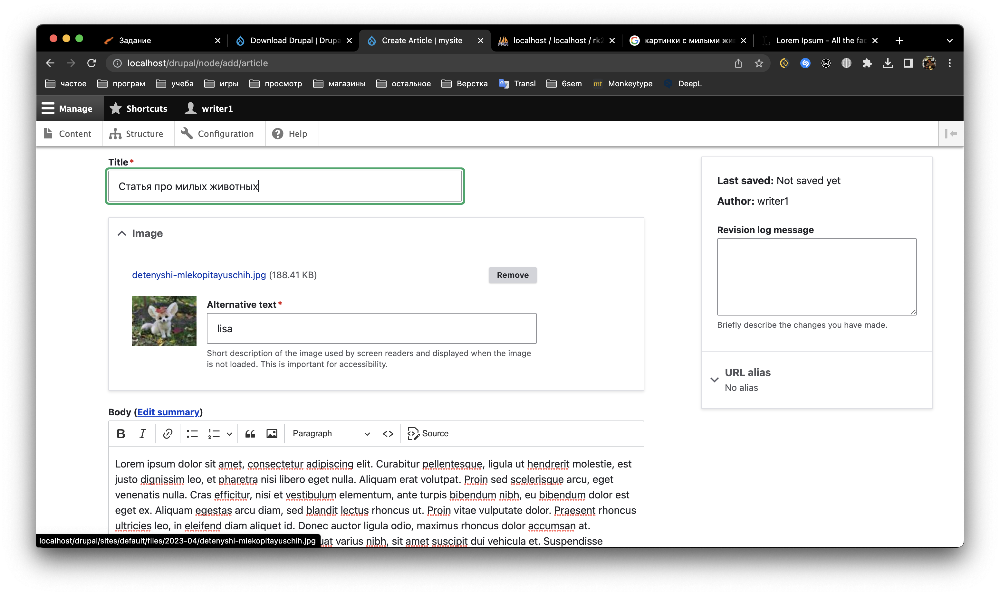 Задание
Download Drupal | Drupa
Create Article | mysite
localhost / localhost / rk2
картинки с милыми жив
Lorem Ipsum - All the fac
localhost/drupal/node/add/article
частое програм учеба игры просмотр магазины остальное Верстка Transl 6sem mt Monkeytype DeepL
Manage Shortcuts writer1
Content Structure Configuration Help
Title*
Статья про милых животных
Image
detenyshi-mlekopitayuschih.jpg (188.41 KB)
Remove
Alternative text*
lisa
Short description of the image used by screen readers and displayed when the image
is not loaded. This is important for accessibility.
Last saved: Not saved yet
Author: writer1
Revision log message
Briefly describe the changes you have made.
URL alias
No alias
Body (Edit summary)
B I Paragraph Source
Lorem ipsum dolor sit amet, consectetur adipiscing elit. Curabitur pellentesque, ligula ut hendrerit molestie, est
justo dignissim leo, et pharetra nisi libero eget nulla. Aliquam erat volutpat. Proin sed scelerisque arcu, eget
venenatis nulla. Cras efficitur, nisi et vestibulum elementum, ante turpis bibendum nibh, eu bibendum dolor est
eget ex. Aliquam egestas arcu diam, sed blandit lectus rhoncus ut. Proin vitae vulputate dolor. Praesent rhoncus
ultricies leo, in eleifend diam aliquet id. Donec auctor ligula odio, maximus rhoncus dolor accumsan at.
uat varius nibh, sit amet suscipit dui vehicula et. Suspendisse
localhost/drupal/sites/default/files/2023-04/detenyshi-mlekopitayuschih.jpg